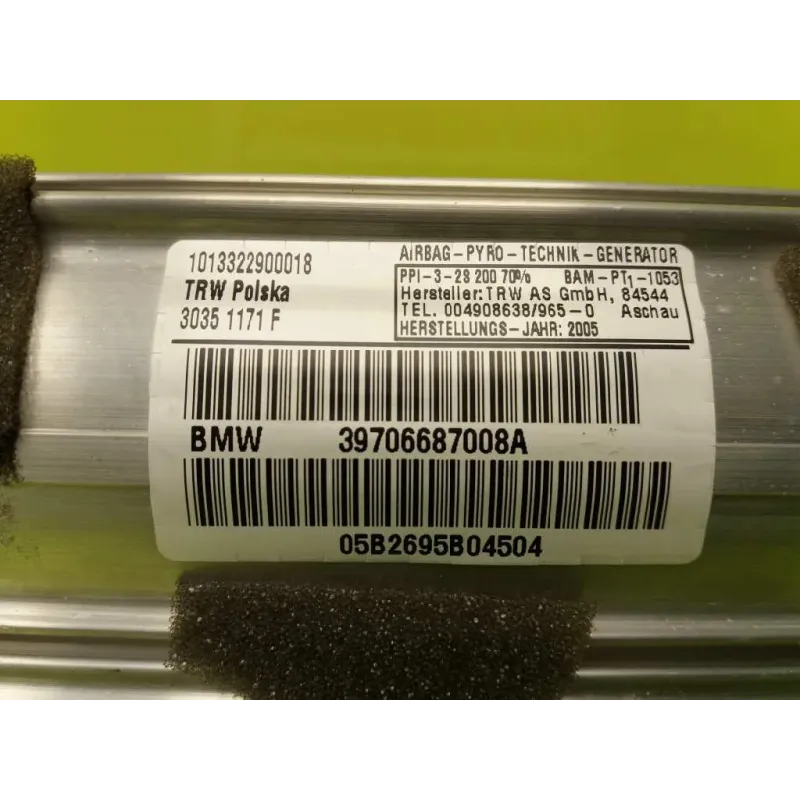 1013322900018
TRW Polska
3035 1171 F
AIRBAG-PYRO-TECHNIK-GENERATOR
PPI-3-28 200 70% BAM-PT1-1053
Hersteller: TRW AS GmbH, 84544
TEL. 004908638/965-0 Aschau
HERSTELLUNGS-JAHR: 2005
BMW 39706687008A
05B2695B04504